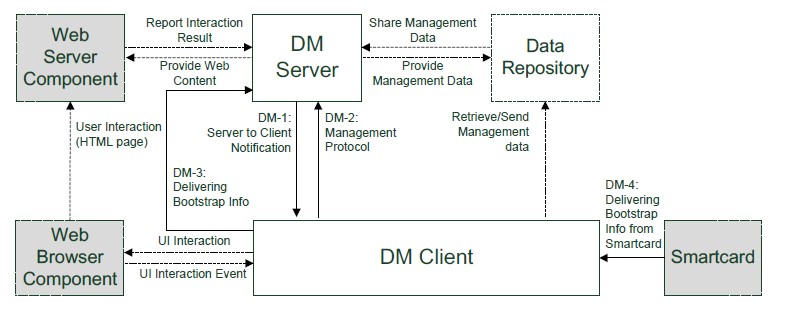 Web
Server
Component
Report Interaction
Result
Provide Web
Content
DM
Server
Share Management
Data
Provide
Management Data
Data
Repository
User Interaction
(HTML page)
DM-1:
Server to Client
Notification
DM-2:
Management
Protocol
Retrieve/Send
Management
data
DM-3:
Delivering
Bootstrap Info
DM-4:
Delivering
Bootstrap
Info from
Smartcard
Web
Browser
Component
UI Interaction
UI Interaction Event
DM Client
Smartcard